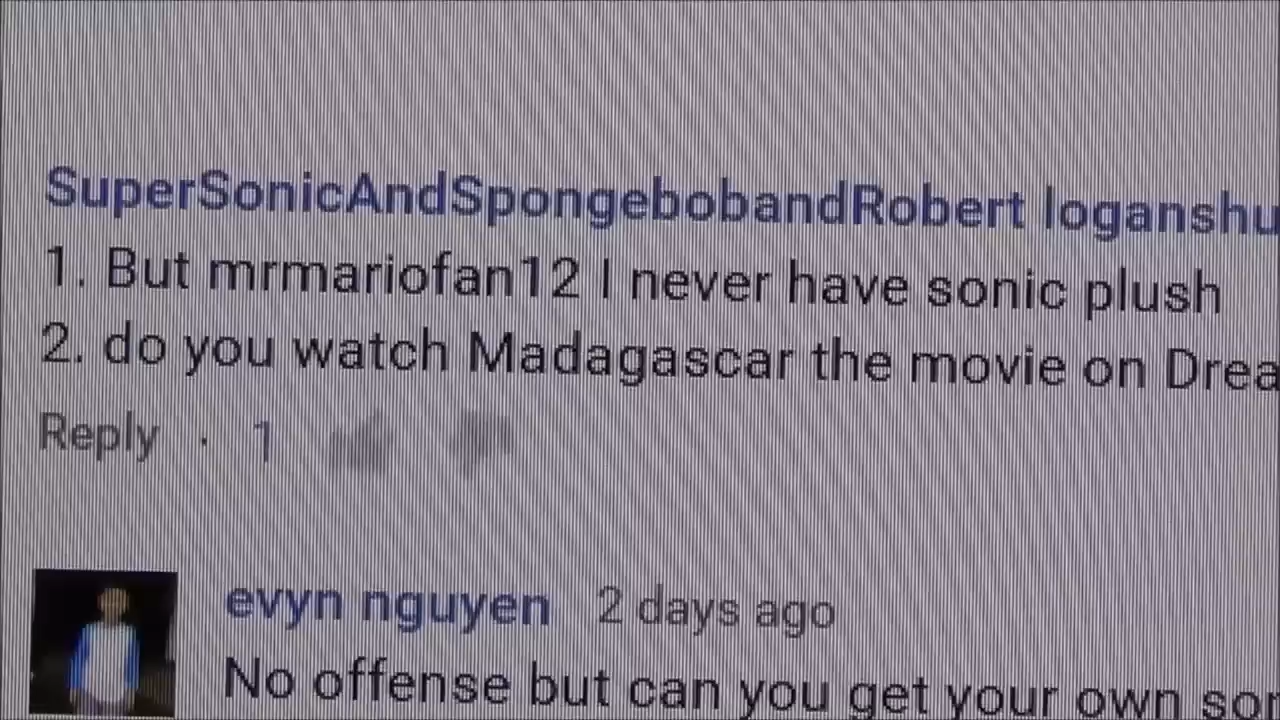 SuperSonicAndSpongebobandRobert loganshu
1. But mrmariofan12 I never have sonic plush
2. do you watch Madagascar the movie on Drea
Reply · 1
evyn nguyen 2 days ago
No offense but can you get your own son